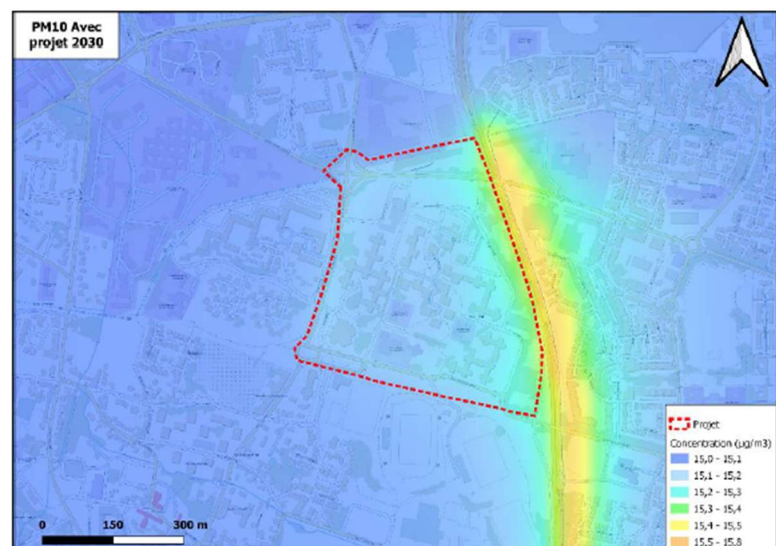 PM10 Avec
projet 2030
Projet
Concentration (µg/m3)
15,0 - 15,1
15,1 - 15,2
15,2 - 15,3
15,3 - 15,4
15,4 - 15,5
15,5 - 15,8
0 150 300 m